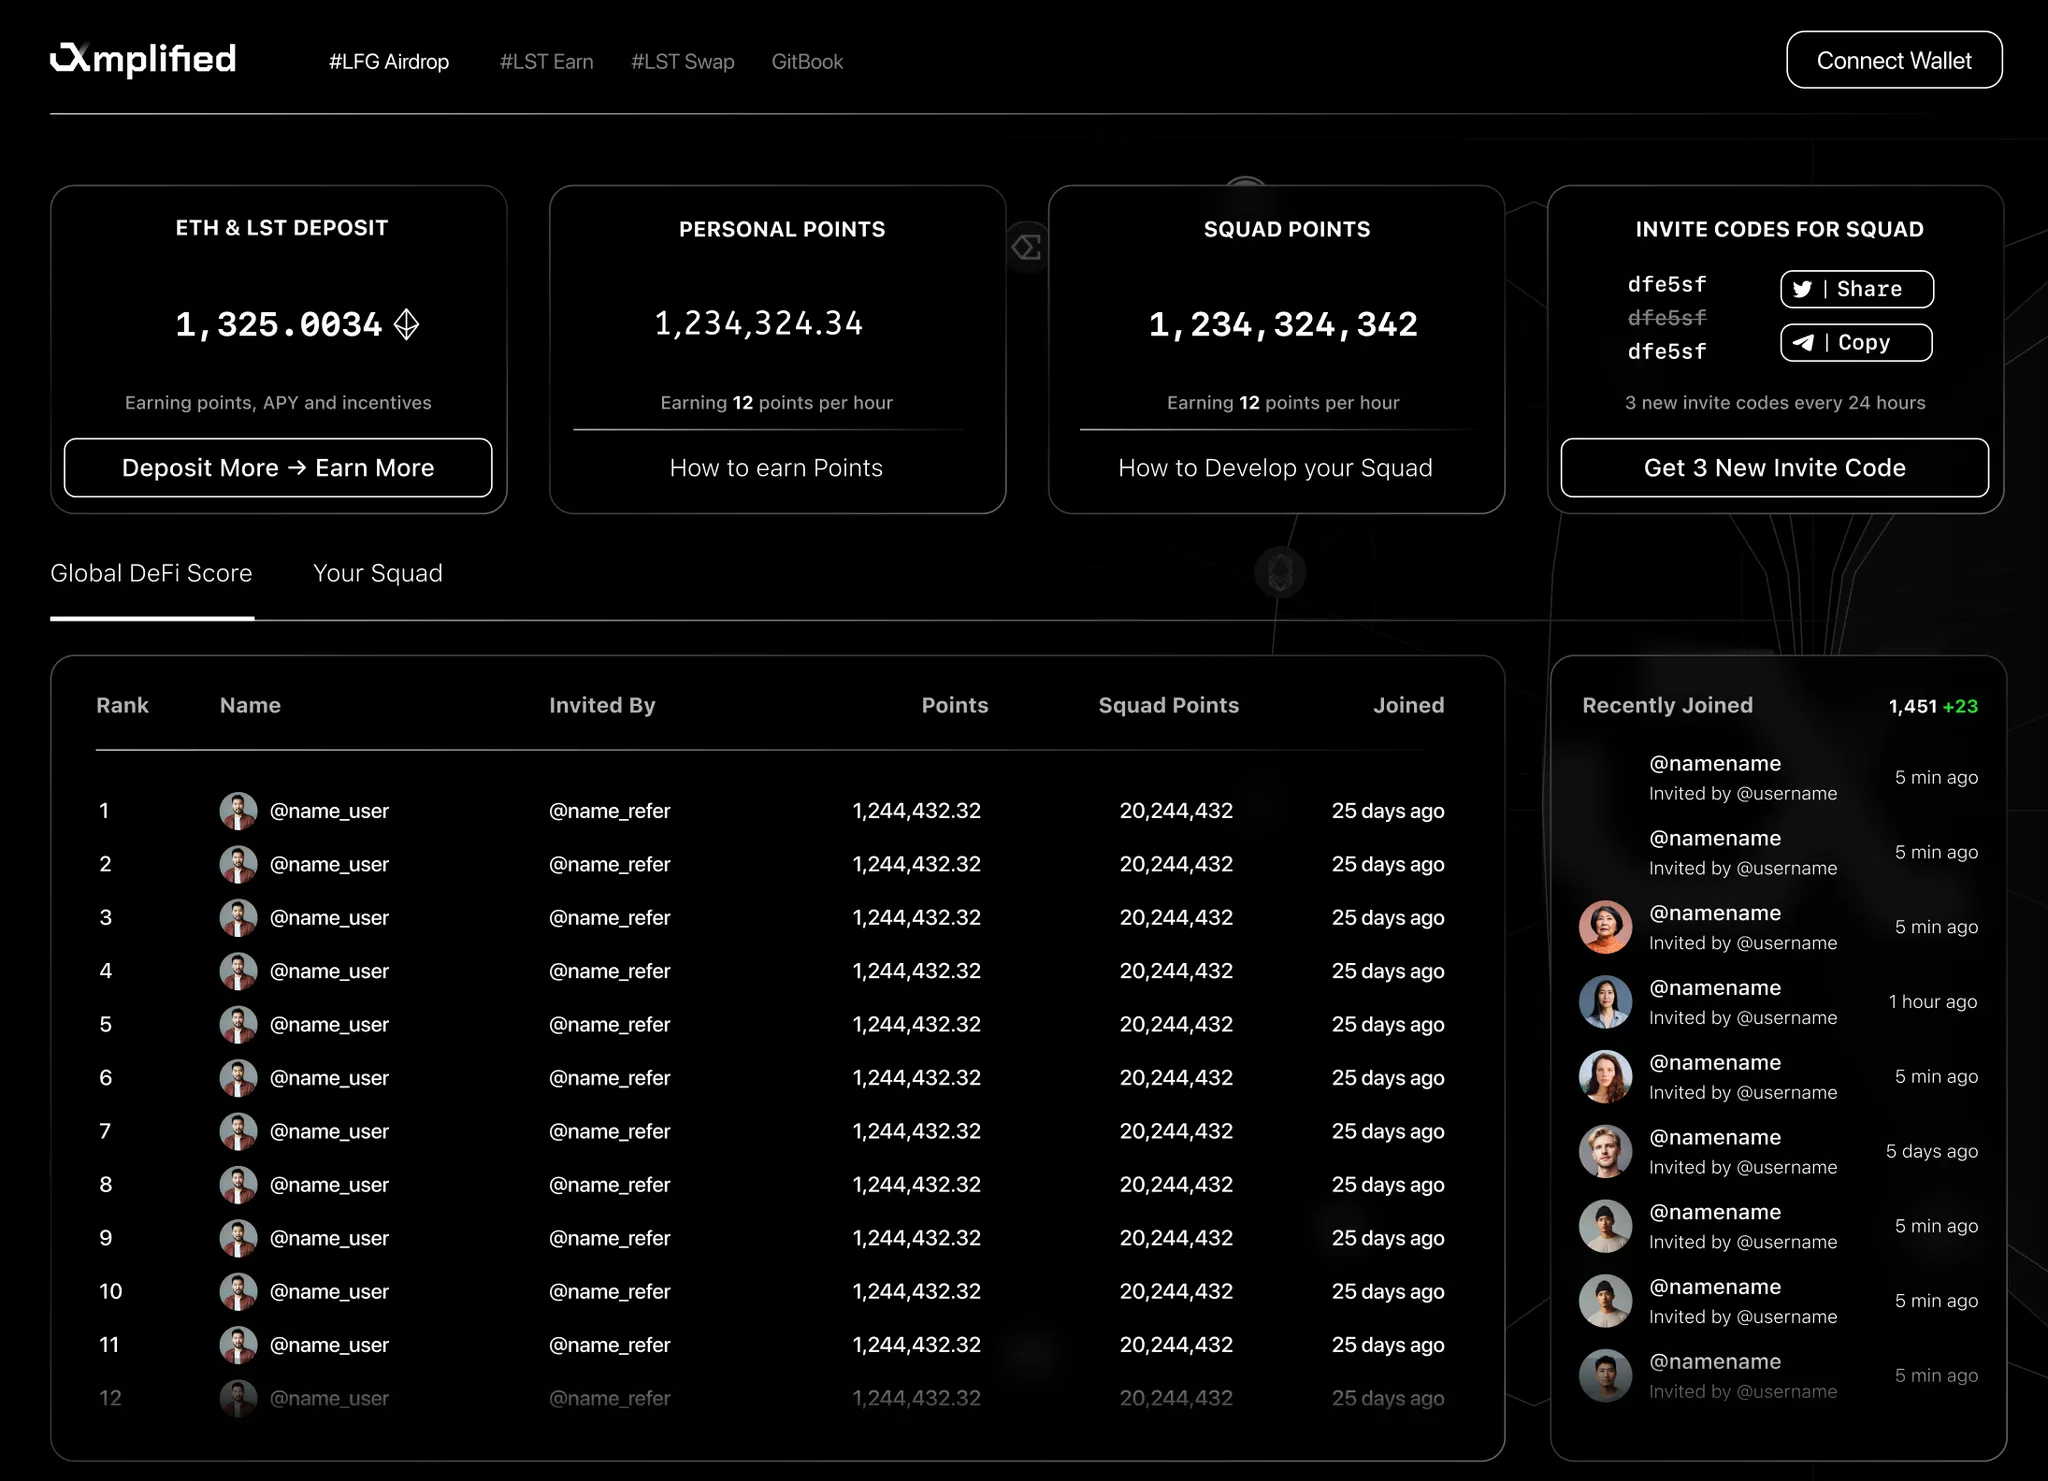 Xmplified
#LFG Airdrop #LST Earn #LST Swap GitBook
Connect Wallet
ETH & LST DEPOSIT
1,325.0034
Earning points, APY and incentives
Deposit More → Earn More
PERSONAL POINTS
1,234,324.34
Earning 12 points per hour
How to earn Points
SQUAD POINTS
1,234,324,342
Earning 12 points per hour
How to Develop your Squad
INVITE CODES FOR SQUAD
dfe5sf
dfe5sf
dfe5sf
| Share
| Copy
3 new invite codes every 24 hours
Get 3 New Invite Code
Global DeFi Score Your Squad
Rank Name Invited By Points Squad Points Joined
1 @name_user @name_refer 1,244,432.32 20,244,432 25 days ago
2 @name_user @name_refer 1,244,432.32 20,244,432 25 days ago
3 @name_user @name_refer 1,244,432.32 20,244,432 25 days ago
4 @name_user @name_refer 1,244,432.32 20,244,432 25 days ago
5 @name_user @name_refer 1,244,432.32 20,244,432 25 days ago
6 @name_user @name_refer 1,244,432.32 20,244,432 25 days ago
7 @name_user @name_refer 1,244,432.32 20,244,432 25 days ago
8 @name_user @name_refer 1,244,432.32 20,244,432 25 days ago
9 @name_user @name_refer 1,244,432.32 20,244,432 25 days ago
10 @name_user @name_refer 1,244,432.32 20,244,432 25 days ago
11 @name_user @name_refer 1,244,432.32 20,244,432 25 days ago
12 @name_user @name_refer 1,244,432.32 20,244,432 25 days ago
Recently Joined 1,451 +23
@namename
Invited by @username
5 min ago
@namename
Invited by @username
5 min ago
@namename
Invited by @username
5 min ago
@namename
Invited by @username
1 hour ago
@namename
Invited by @username
5 min ago
@namename
Invited by @username
5 days ago
@namename
Invited by @username
5 min ago
@namename
Invited by @username
5 min ago
@namename
Invited by @username
5 min ago